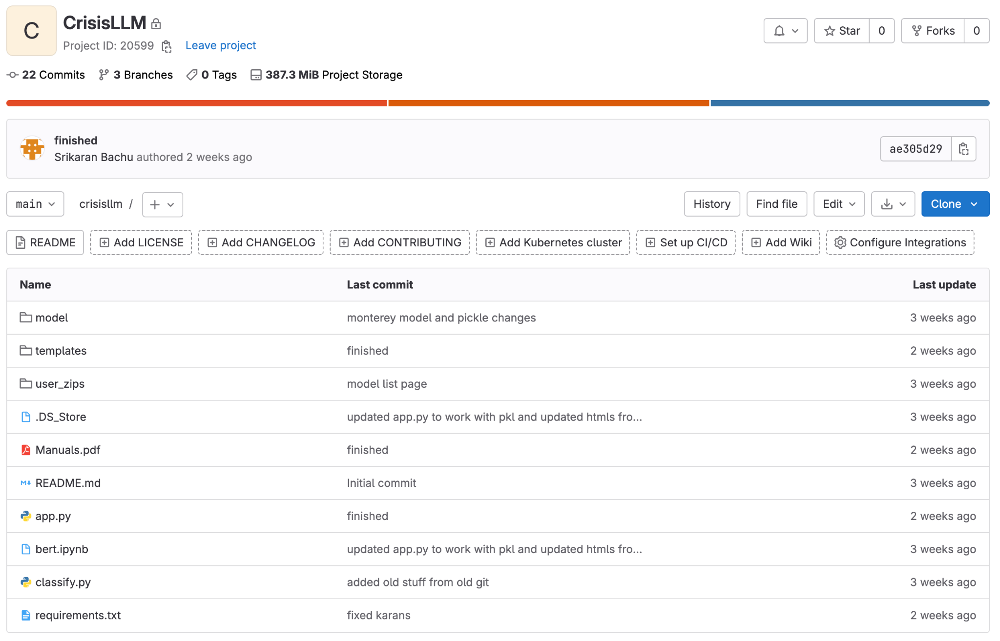 C
CrisisLLM
Project ID: 20599 Leave project
Star 0 Forks 0
22 Commits 3 Branches 0 Tags 387.3 MiB Project Storage
finished
Srikaran Bachu authored 2 weeks ago
ae305d29
main crisisllm / + History Find file Edit Clone
README Add LICENSE Add CHANGELOG Add CONTRIBUTING Add Kubernetes cluster Set up CI/CD Add Wiki Configure Integrations
Name Last commit Last update
model monterey model and pickle changes 3 weeks ago
templates finished 2 weeks ago
user_zips model list page 3 weeks ago
.DS_Store updated app.py to work with pkl and updated htmls fro... 3 weeks ago
Manuals.pdf finished 2 weeks ago
README.md Initial commit 3 weeks ago
app.py finished 2 weeks ago
bert.ipynb updated app.py to work with pkl and updated htmls fro... 3 weeks ago
classify.py added old stuff from old git 3 weeks ago
requirements.txt fixed karans 2 weeks ago